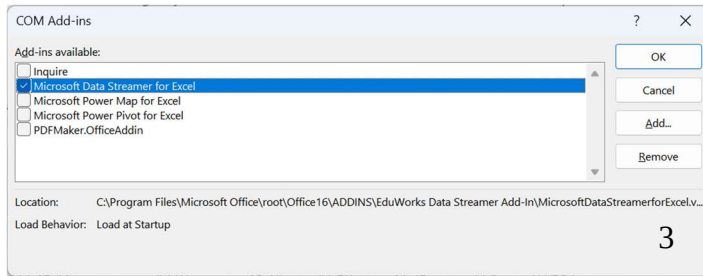 COM Add-ins
Add-ins available:
Inquire
Microsoft Data Streamer for Excel
Microsoft Power Map for Excel
Microsoft Power Pivot for Excel
PDFMaker.OfficeAddin
OK
Cancel
Add...
Remove
Location: C:\Program Files\Microsoft Office\root\Office16\ADDINS\EduWorks Data Streamer Add-In\MicrosoftDataStreamerforExcel.v...
Load Behavior: Load at Startup
3